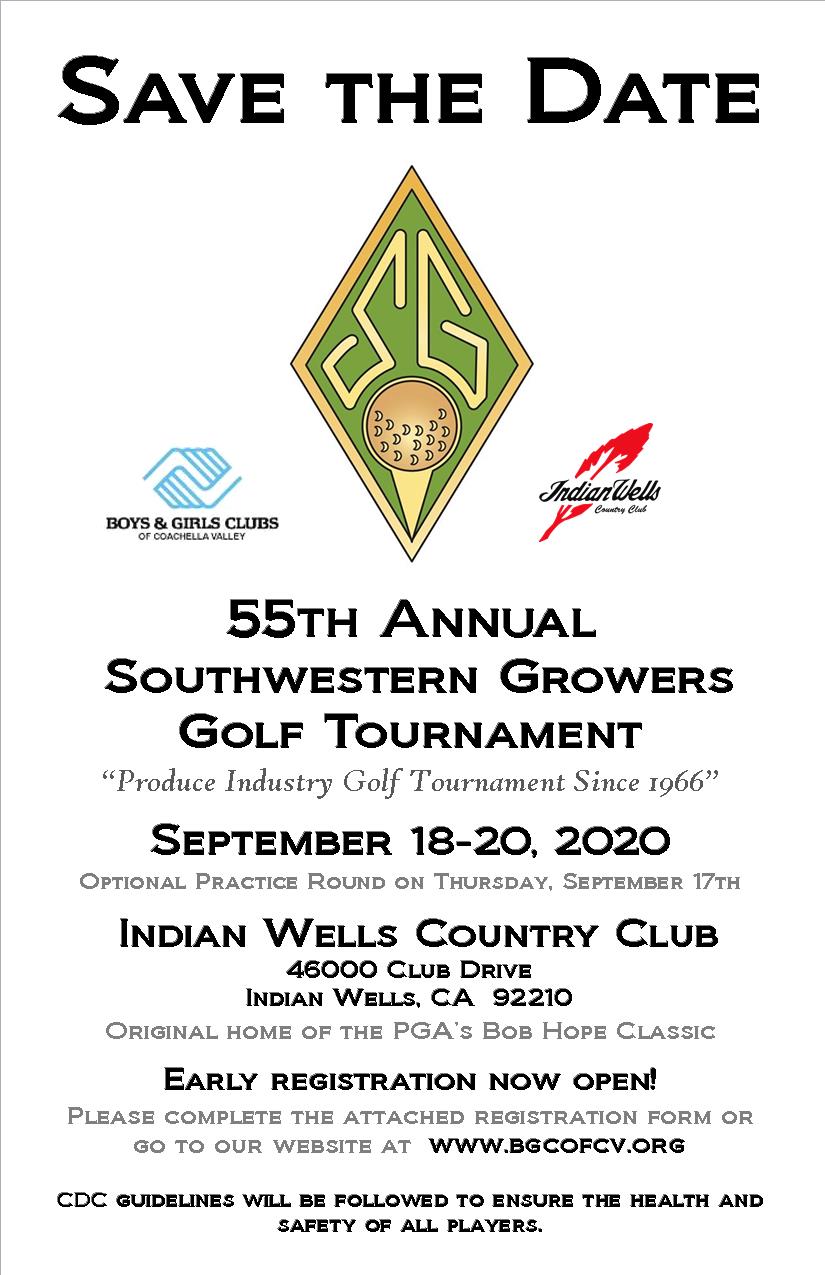 Save the Date
SG
BOYS & GIRLS CLUBS
OF COACHELLA VALLEY
Indian Wells
Country Club
55th Annual
Southwestern Growers
Golf Tournament
“Produce Industry Golf Tournament Since 1966”
September 18-20, 2020
Optional Practice Round on Thursday, September 17th
Indian Wells Country Club
46000 Club Drive
Indian Wells, CA 92210
Original home of the PGA's Bob Hope Classic
Early registration now open!
Please complete the attached registration form or
go to our website at www.bgcofcv.org
CDC guidelines will be followed to ensure the health and
safety of all players.